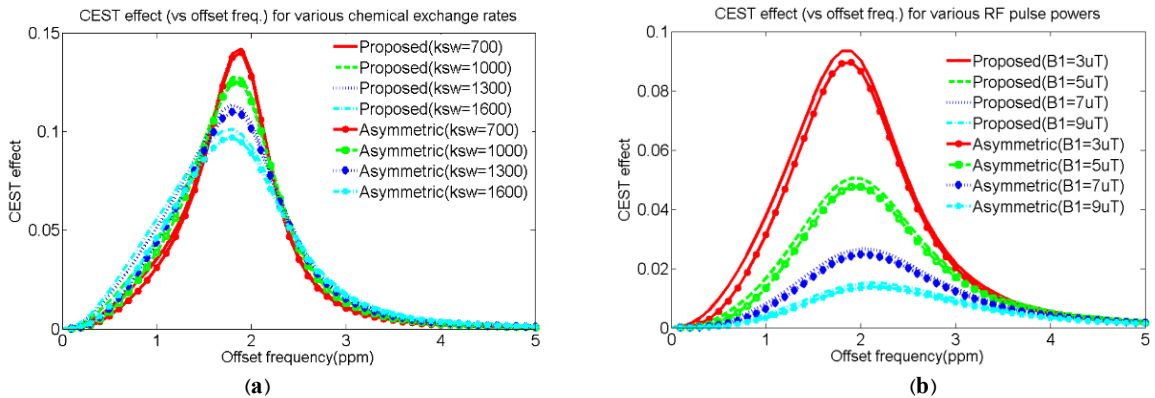 CEST effect (vs offset freq.) for various chemical exchange rates
0.15
0.1
0.05
0
CEST effect
Proposed(ksw=700)
Proposed(ksw=1000)
Proposed(ksw=1300)
Proposed(ksw=1600)
Asymmetric(ksw=700)
Asymmetric(ksw=1000)
Asymmetric(ksw=1300)
Asymmetric(ksw=1600)
0 1 2 3 4 5
Offset frequency(ppm)
(a)
CEST effect (vs offset freq.) for various RF pulse powers
0.1
0.08
0.06
0.04
0.02
0
CEST effect
Proposed(B1=3uT)
Proposed(B1=5uT)
Proposed(B1=7uT)
Proposed(B1=9uT)
Asymmetric(B1=3uT)
Asymmetric(B1=5uT)
Asymmetric(B1=7uT)
Asymmetric(B1=9uT)
0 1 2 3 4 5
Offset frequency(ppm)
(b)